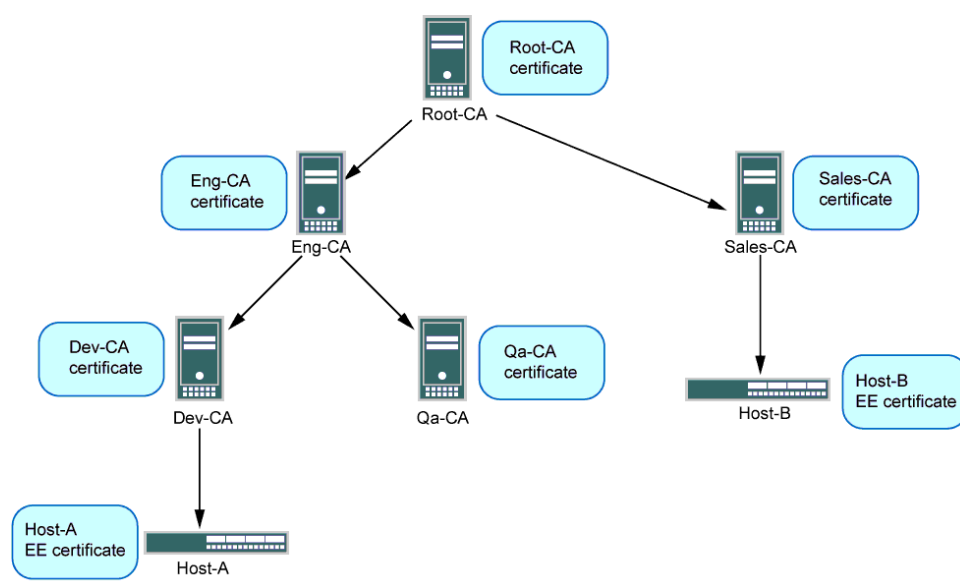 Root-CA
certificate
Root-CA
Eng-CA
certificate
Sales-CA
certificate
Eng-CA
Sales-CA
Dev-CA
certificate
Qa-CA
certificate
Host-B
EE certificate
Dev-CA
Qa-CA
Host-B
Host-A
EE certificate
Host-A